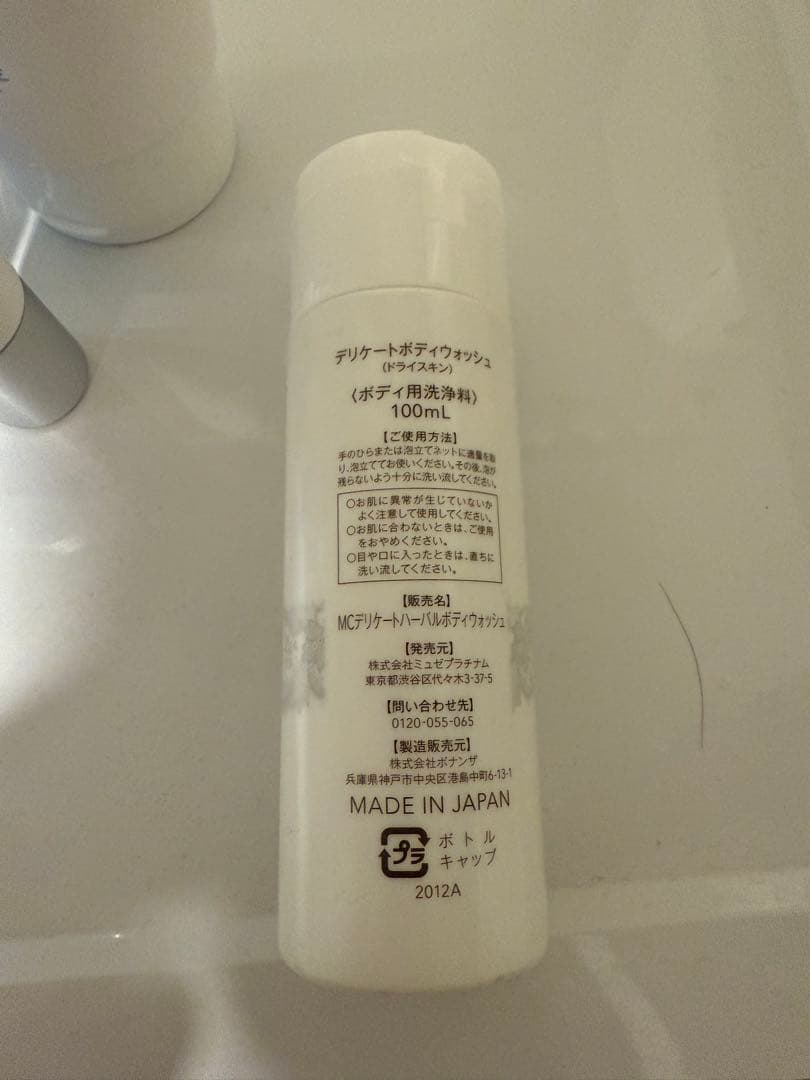 デリケートボディウォッシュ
(ドライスキン)
〈ボディ用洗浄料〉
100mL
【ご使用方法】
手のひらまたは泡立てネットに適量を取
り、泡立ててお使いください。その後、泡が
残らないよう十分に洗い流してください。
○お肌に異常が生じていないか
よく注意して使用してください。
○お肌に合わないときは、ご使用
をおやめください。
○目や口に入ったときは、直ちに
洗い流してください。
【販売名】
MCデリケートハーバルボディウォッシュ
【発売元】
株式会社ミュゼプラチナム
東京都渋谷区代々木3-37-5
【問い合わせ先】
0120-055-065
【製造販売元】
株式会社ボナンザ
兵庫県神戸市中央区港島中町6-13-1
MADE IN JAPAN
プラ
ボトル
キャップ
2012A